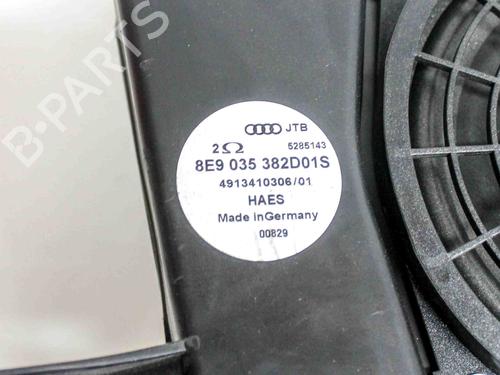 B-PARTS
JTB
2Ω 5285143
8E9 035 382D01S
4913410306/01
HAES
Made inGermany
00829